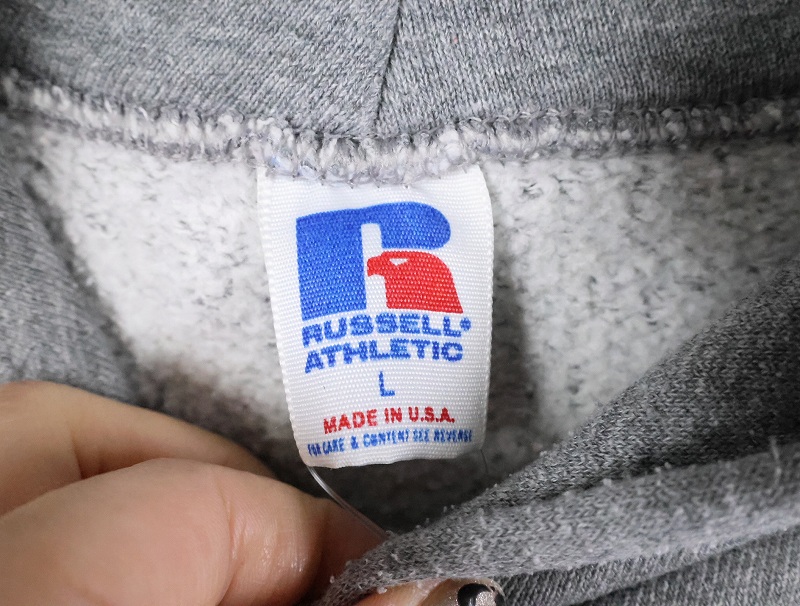 R
RUSSELL®
ATHLETIC
L
MADE IN U.S.A.
FOR CARE & CONTENT SEE REVERSE